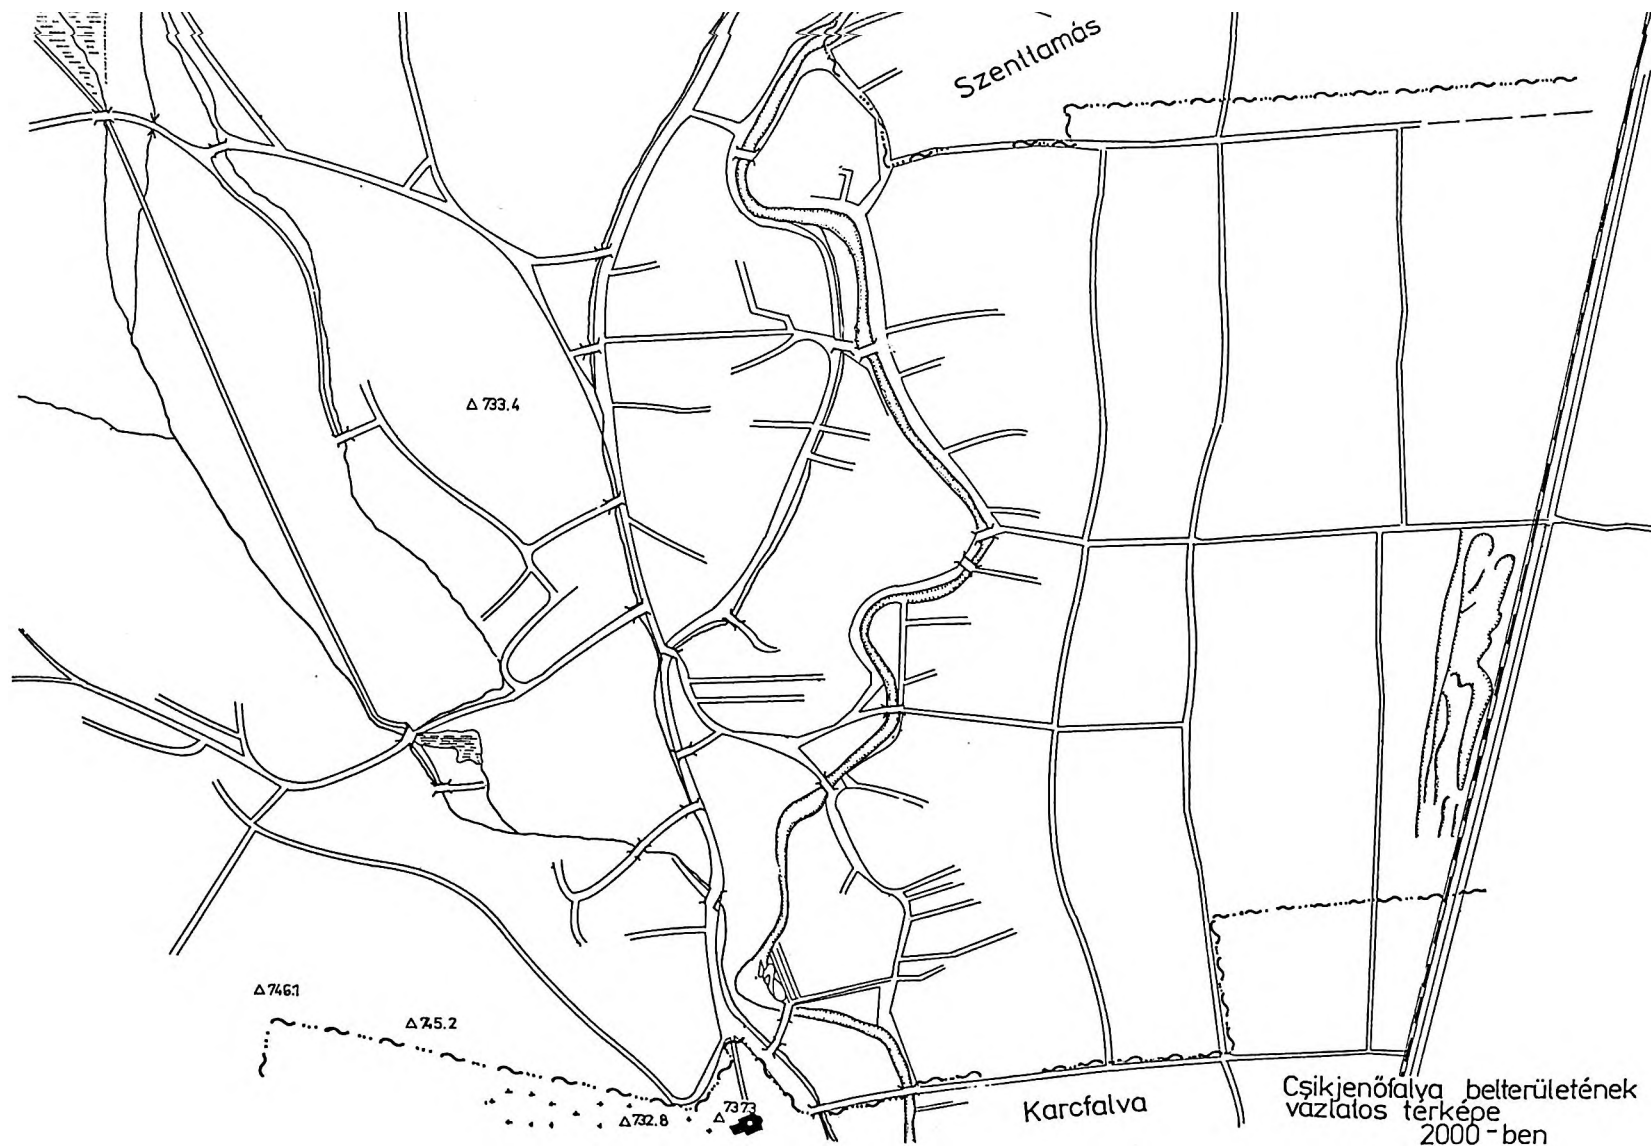 Szenttamás
△ 733.4
△ 746.1
△ 745.2
△ 732.8
△ 737.3
Karcfalva
Csikjenőfalva belterületének
vázlatos térképe
2000-ben